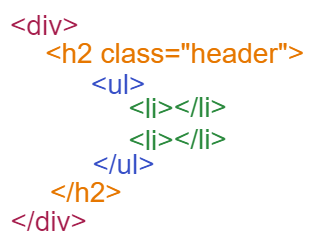 <div>
<h2 class="header">
<ul>
<li></li>
<li></li>
</ul>
</h2>
</div>